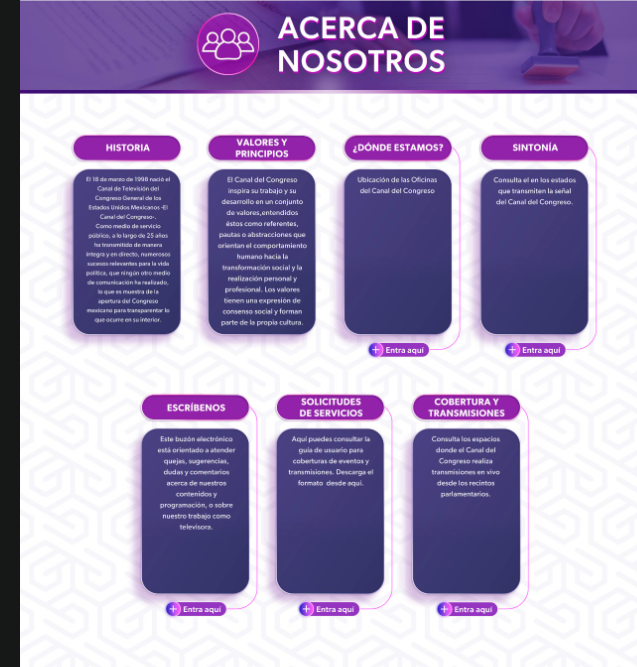 ACERCA DE
NOSOTROS
HISTORIA
El 18 de marzo de 1998 nació el
Canal de Televisión del
Congreso General de los
Estados Unidos Mexicanos -El
Canal del Congreso-.
Como medio de servicio
público, a lo largo de 25 años
ha transmitido de manera
íntegra y en directo, numerosos
sucesos relevantes para la vida
política, que ningún otro medio
de comunicación ha realizado,
lo que es muestra de la
apertura del Congreso
mexicano para transparentar lo
que ocurre en su interior.
VALORES Y
PRINCIPIOS
El Canal del Congreso
inspira su trabajo y su
desarrollo en un conjunto
de valores,entendidos
éstos como referentes,
pautas o abstracciones que
orientan el comportamiento
humano hacia la
transformación social y la
realización personal y
profesional. Los valores
tienen una expresión de
consenso social y forman
parte de la propia cultura.
¿DÓNDE ESTAMOS?
Ubicación de las Oficinas
del Canal del Congreso
Entra aquí
SINTONÍA
Consulta el en los estados
que transmiten la señal
del Canal del Congreso.
Entra aquí
ESCRÍBENOS
Este buzón electrónico
está orientado a atender
quejas, sugerencias,
dudas y comentarios
acerca de nuestros
contenidos y
programación, o sobre
nuestro trabajo como
televisora.
Entra aquí
SOLICITUDES
DE SERVICIOS
Aquí puedes consultar la
guía de usuario para
coberturas de eventos y
transmisiones. Descarga el
formato desde aquí.
Entra aquí
COBERTURA Y
TRANSMISIONES
Consulta los espacios
donde el Canal del
Congreso realiza
transmisiones en vivo
desde los recintos
parlamentarios.
Entra aquí